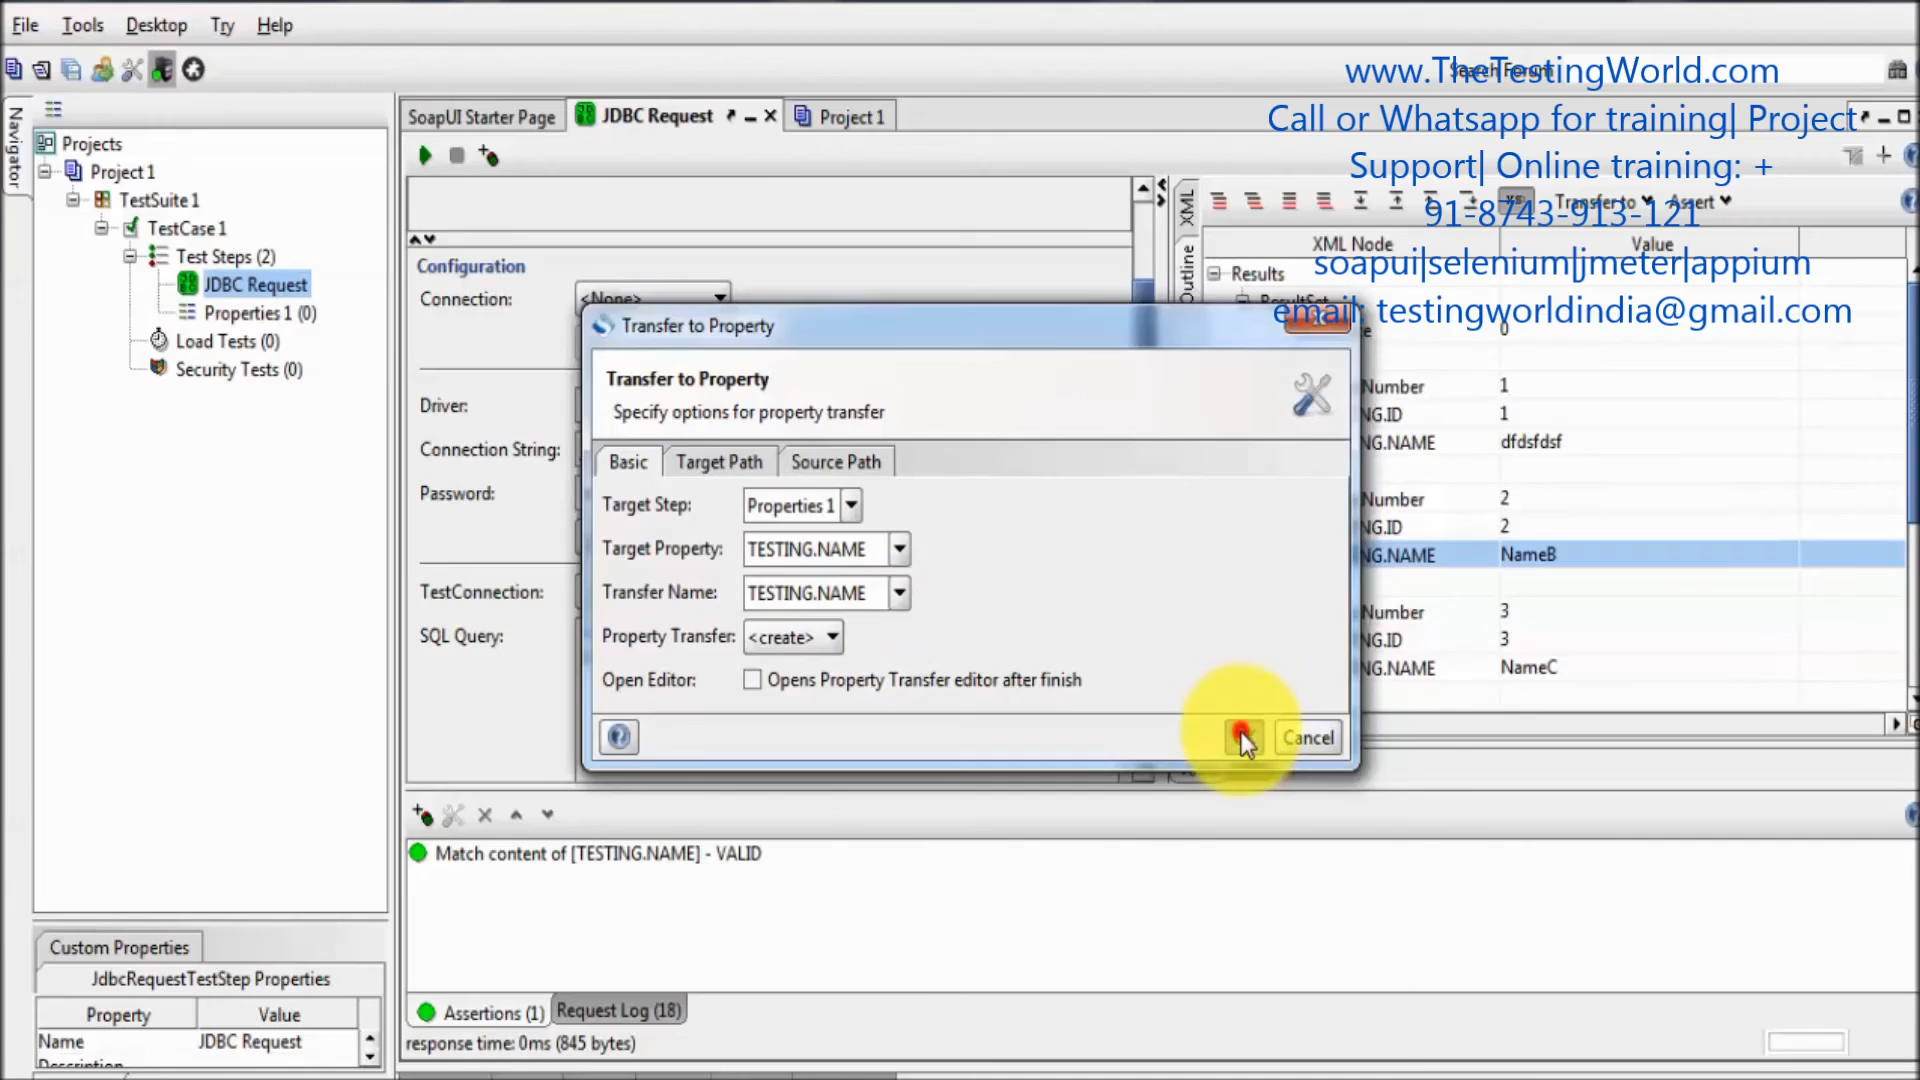 File Tools Desktop Try Help
www.TheTestingWorld.com
Call or Whatsapp for training| Project
Support| Online training: +
91-8743-913-121
soapui|selenium|jmeter|appium
email: testingworldindia@gmail.com
Navigator
Projects
Project 1
TestSuite 1
TestCase 1
Test Steps (2)
JDBC Request
Properties 1 (0)
Load Tests (0)
Security Tests (0)
SoapUI Starter Page
JDBC Request
Project 1
Configuration
Connection: <None>
Driver:
Connection String:
Password:
TestConnection:
SQL Query:
XML
Outline
Transfer to Assert
XML Node Value
Results
ResultSet
0
Number 1
NG.ID 1
NG.NAME dfdsfdsf
Number 2
NG.ID 2
NG.NAME NameB
Number 3
NG.ID 3
NG.NAME NameC
Transfer to Property
Transfer to Property
Specify options for property transfer
Basic Target Path Source Path
Target Step: Properties 1
Target Property: TESTING.NAME
Transfer Name: TESTING.NAME
Property Transfer: <create>
Open Editor: Opens Property Transfer editor after finish
Cancel
Match content of [TESTING.NAME] - VALID
Assertions (1) Request Log (18)
response time: 0ms (845 bytes)
Custom Properties
JdbcRequestTestStep Properties
Property Value
Name JDBC Request
Description